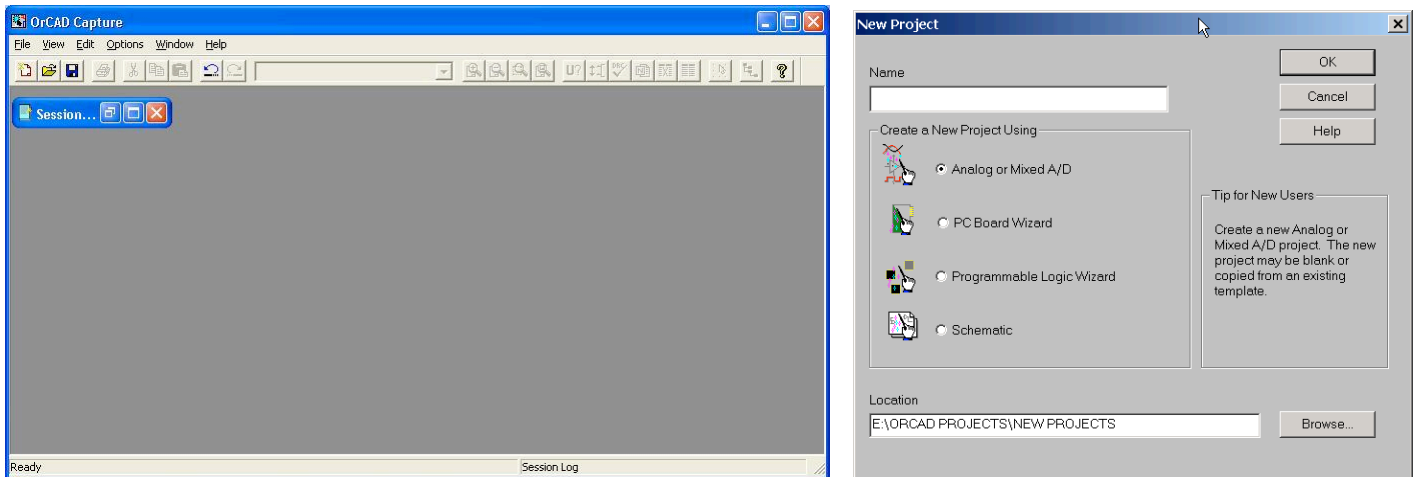 OrCAD Capture
File View Edit Options Window Help
U?
Session...
Ready
Session Log
New Project
Name
OK
Cancel
Help
Create a New Project Using
Analog or Mixed A/D
PC Board Wizard
Programmable Logic Wizard
Schematic
Tip for New Users
Create a new Analog or
Mixed A/D project. The new
project may be blank or
copied from an existing
template.
Location
E:\ORCAD PROJECTS\NEW PROJECTS
Browse...